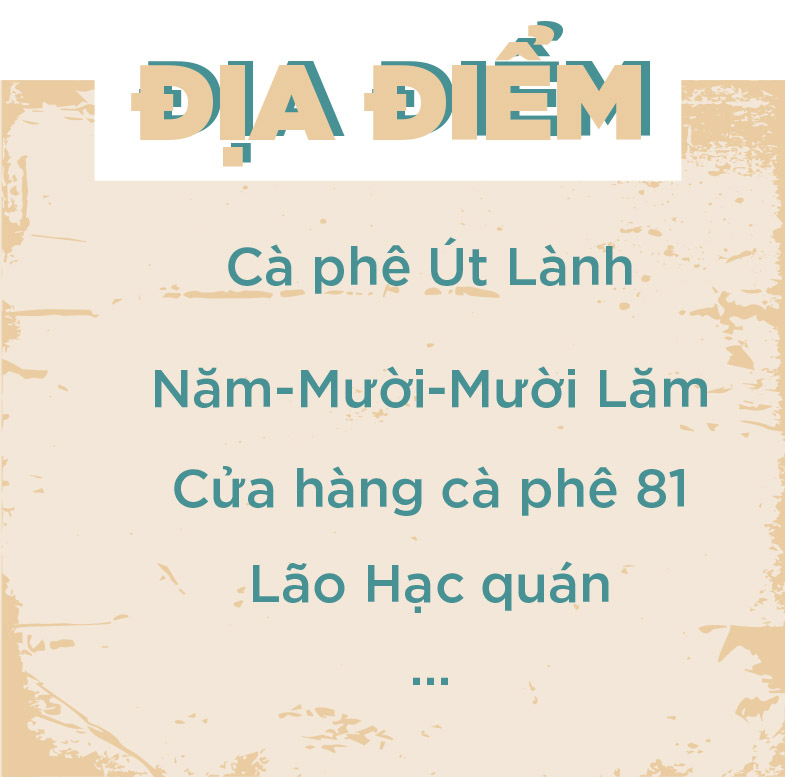 ĐỊA ĐIỂM
Cà phê Út Lành
Năm-Mười-Mười Lăm
Cửa hàng cà phê 81
Lão Hạc quán
...